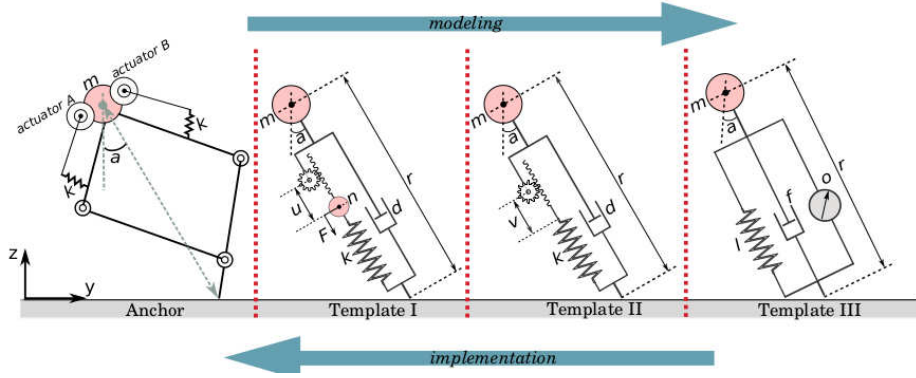 modeling
actuator A
m
actuator B
k
k
a
z
y
m
a
r
u
n
F
d
k
m
a
r
v
d
k
m
a
r
o
f
l
Anchor
Template I
Template II
Template III
implementation